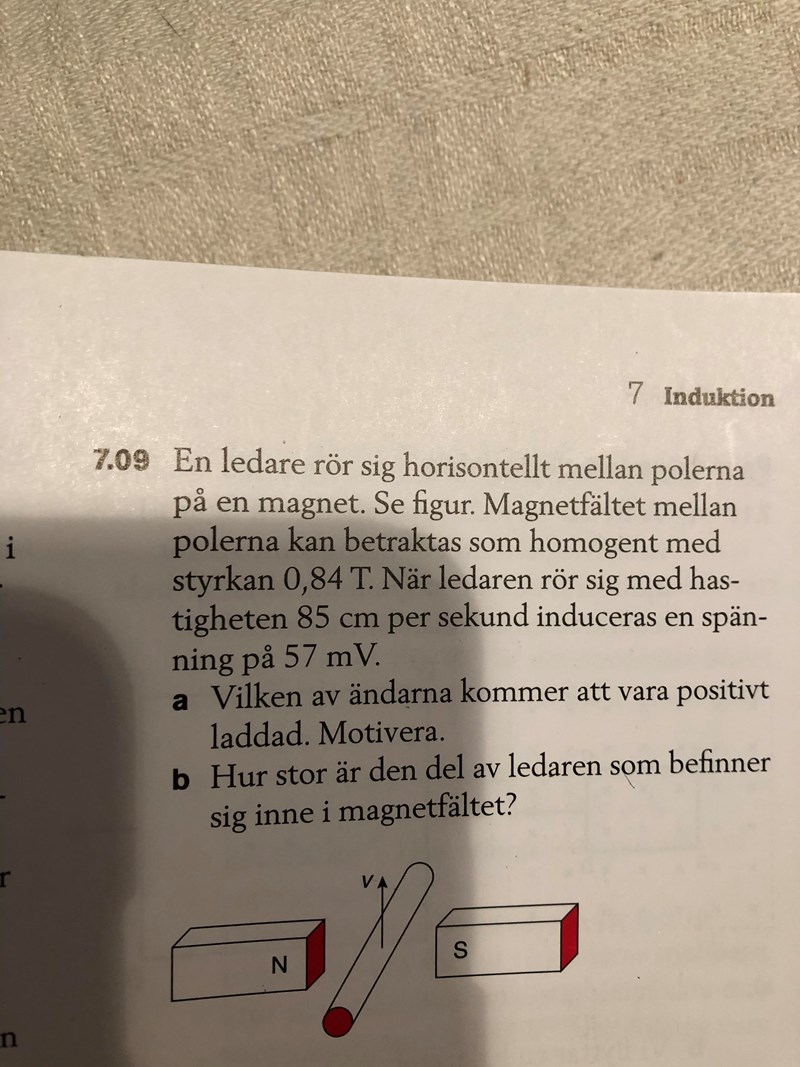 7 Induktion
7.09 En ledare rör sig horisontellt mellan polerna
på en magnet. Se figur. Magnetfältet mellan
polerna kan betraktas som homogent med
styrkan 0,84 T. När ledaren rör sig med has-
tigheten 85 cm per sekund induceras en spän-
ning på 57 mV.
a Vilken av ändarna kommer att vara positivt
laddad. Motivera.
b Hur stor är den del av ledaren som befinner
sig inne i magnetfältet?
i
en
r
n
v
N
S